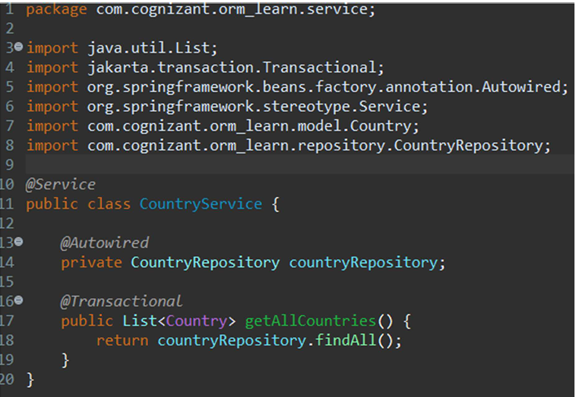 1 package com.cognizant.orm_learn.service;
2
3 import java.util.List;
4 import jakarta.transaction.Transactional;
5 import org.springframework.beans.factory.annotation.Autowired;
6 import org.springframework.stereotype.Service;
7 import com.cognizant.orm_learn.model.Country;
8 import com.cognizant.orm_learn.repository.CountryRepository;
9
10 @Service
11 public class CountryService {
12
13     @Autowired
14     private CountryRepository countryRepository;
15
16     @Transactional
17     public List<Country> getAllCountries() {
18         return countryRepository.findAll();
19     }
20 }